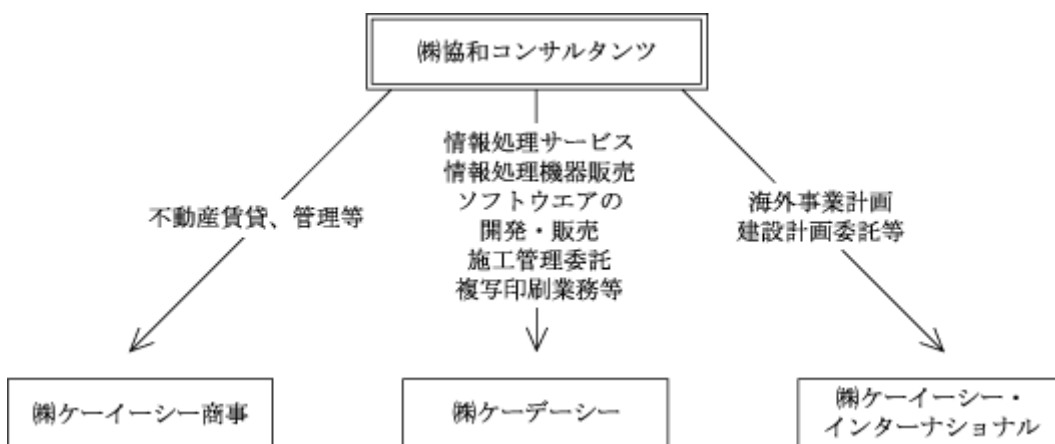 ㈱協和コンサルタンツ
不動産賃貸、管理等
情報処理サービス
情報処理機器販売
ソフトウエアの
開発・販売
施工管理委託
複写印刷業務等
海外事業計画
建設計画委託等
㈱ケーイーシー商事
㈱ケーデーシー
㈱ケーイーシー・
インターナショナル